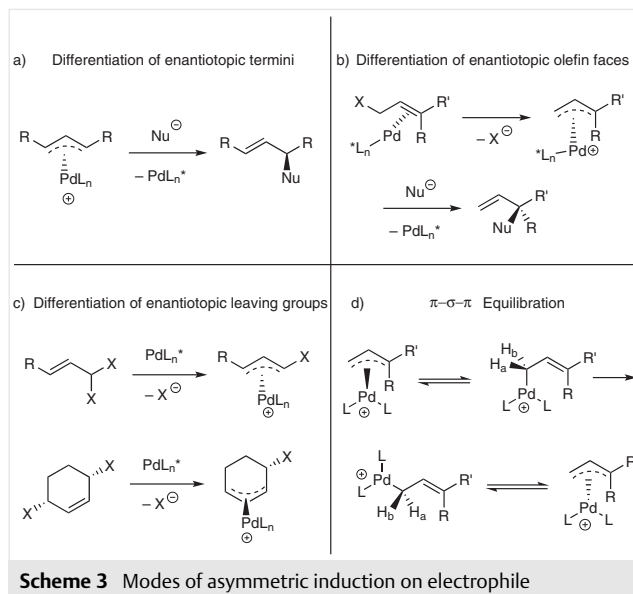 a) Differentiation of enantiotopic termini
R R
PdLn
⊕
Nu⊖
– PdLn*
R R
Nu
b) Differentiation of enantiotopic olefin faces
X R'
R
Pd
*Ln
– X⊖
R'
R
*Ln Pd⊕
Nu⊖
– PdLn*
R'
Nu R
c) Differentiation of enantiotopic leaving groups
R X
X
PdLn*
– X⊖
R X
PdLn
⊕
X
X
PdLn*
– X⊖
X
PdLn
⊕
d) π–σ–π Equilibration
R'
R
Pd
L ⊕ L
Hb
Ha
R'
R
Pd
L ⊕ L
L
⊕ Pd
L
R'
R
Hb Ha
R
R
Pd
L ⊕ L
Scheme 3 Modes of asymmetric induction on electrophile